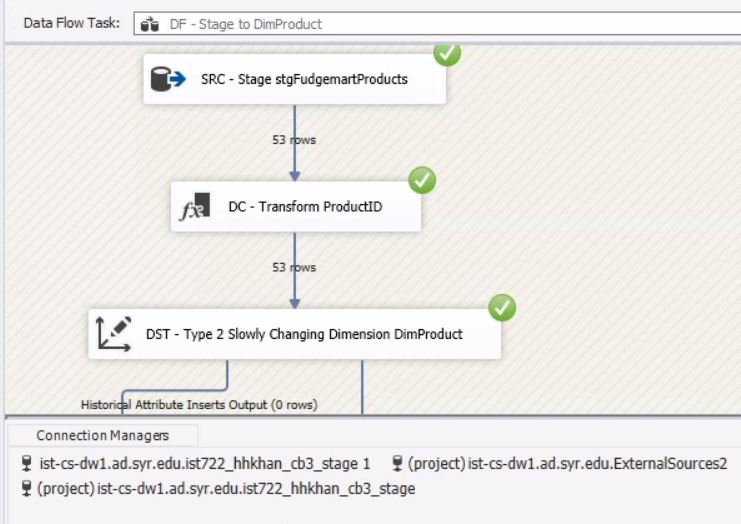 Data Flow Task: DF - Stage to DimProduct
SRC - Stage stgFudgemartProducts
53 rows
fx DC - Transform ProductID
53 rows
DST - Type 2 Slowly Changing Dimension DimProduct
Historical Attribute Inserts Output (0 rows)
Connection Managers
ist-cs-dw1.ad.syr.edu.ist722_hhkhan_cb3_stage 1 (project) ist-cs-dw1.ad.syr.edu.ExternalSources2
(project) ist-cs-dw1.ad.syr.edu.ist722_hhkhan_cb3_stage